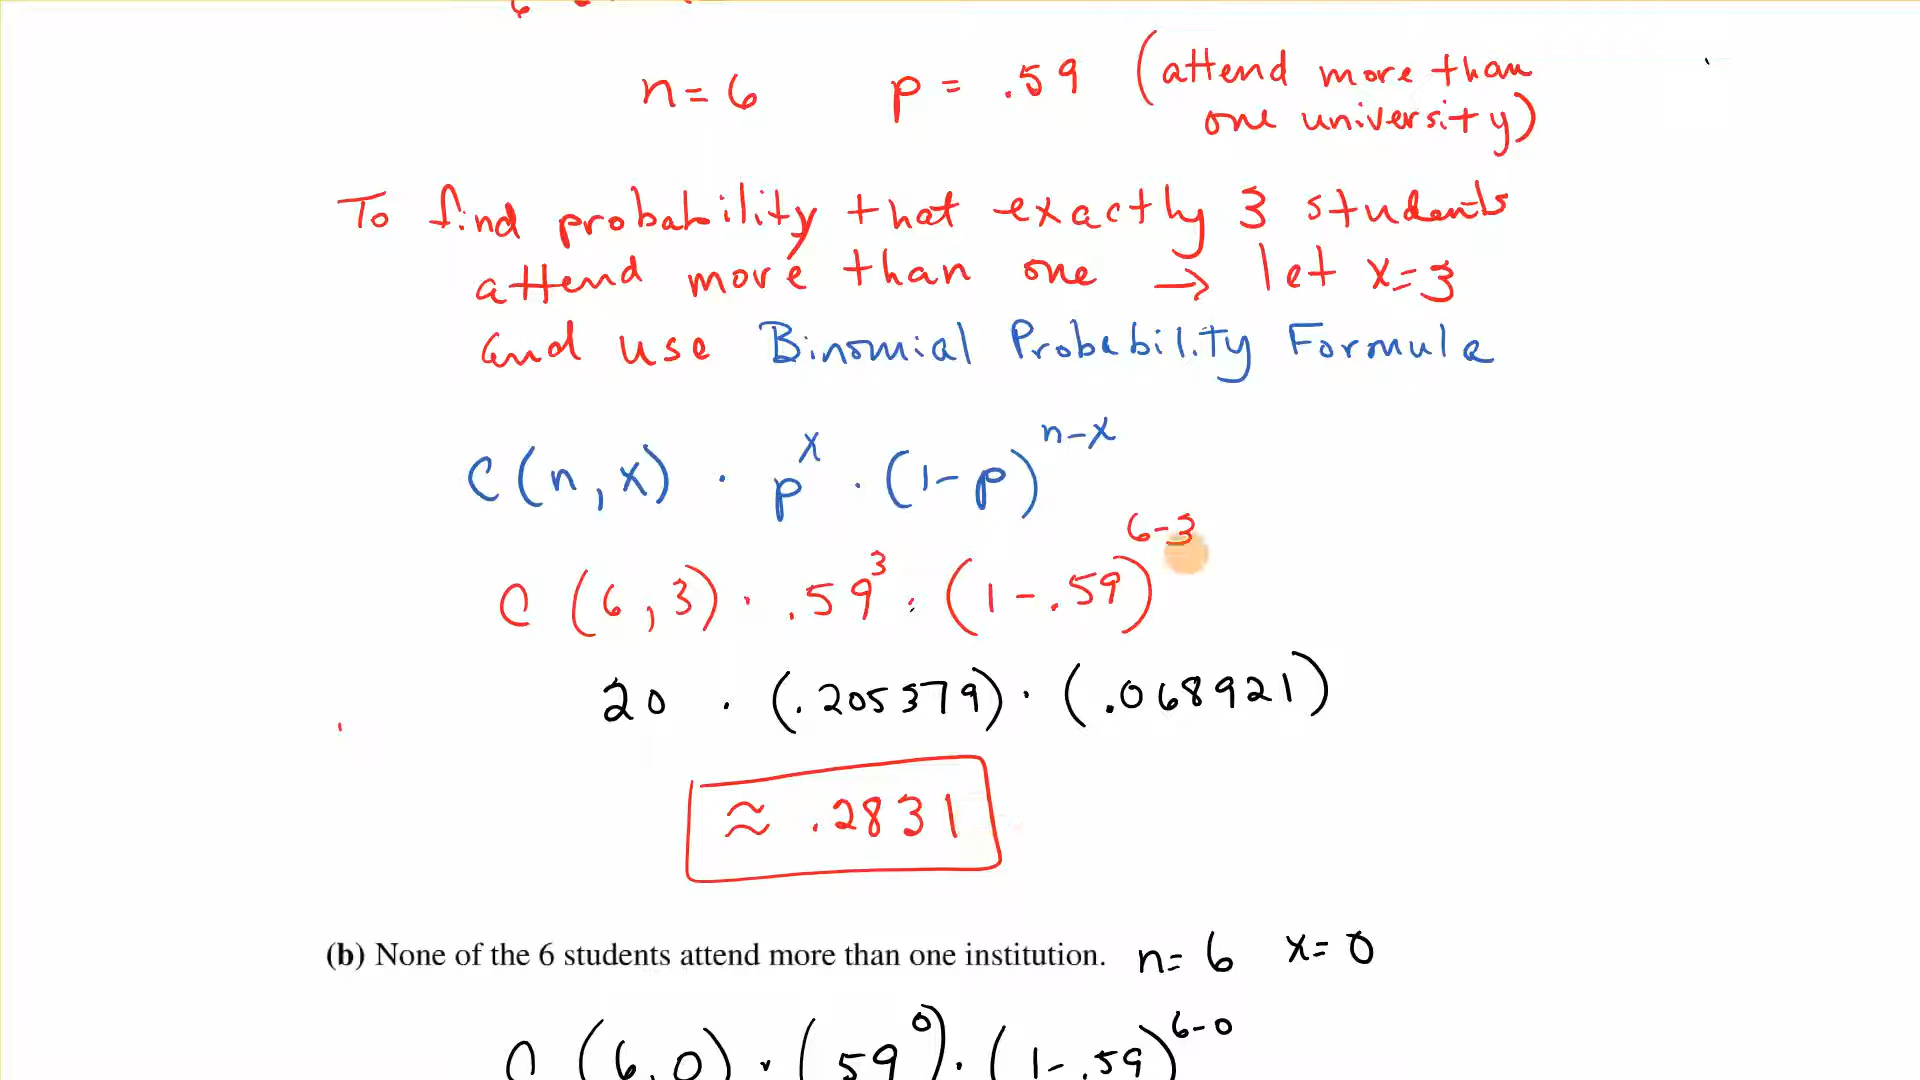 n=6 p = .59 (attend more than
one university)
To find probability that exactly 3 students
attend more than one → let x=3
and use Binomial Probability Formula
C(n,x) · p^x · (1-p)^n-x
C(6,3) · .59^3 · (1-.59)^6-3
20 · (.205379) · (.068921)
≈ .2831
(b) None of the 6 students attend more than one institution. n= 6 x= 0
C(6,0) · (59^0) · (1-.59)^6-0